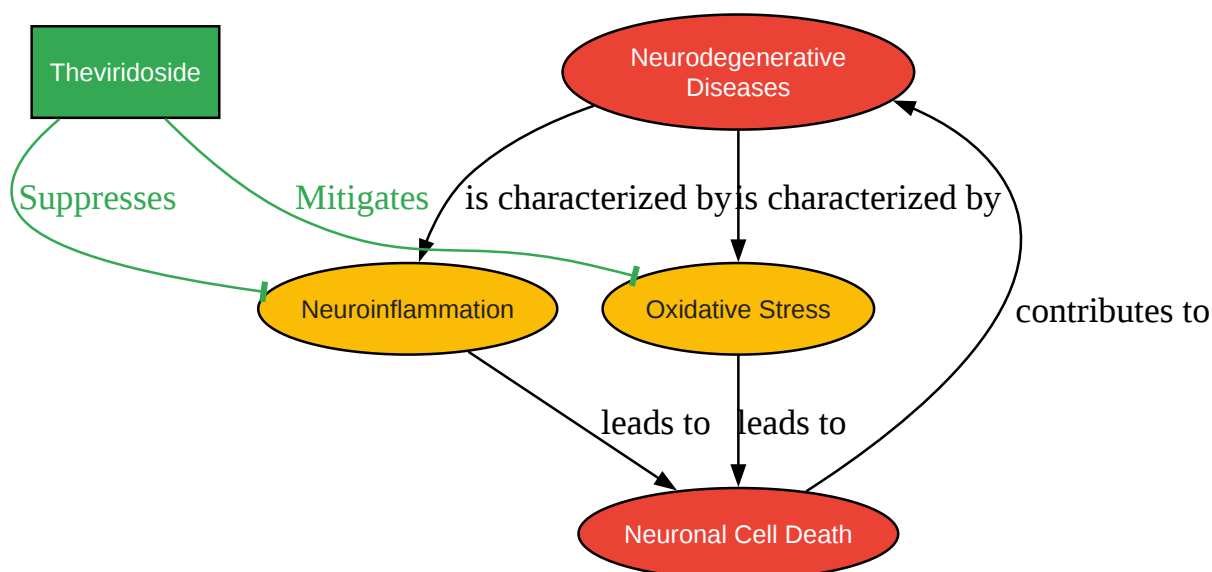 Theviridoside
Neurodegenerative
Diseases
Suppresses
Mitigates
is characterized by
is characterized by
Neuroinflammation
Oxidative Stress
contributes to
leads to
leads to
Neuronal Cell Death